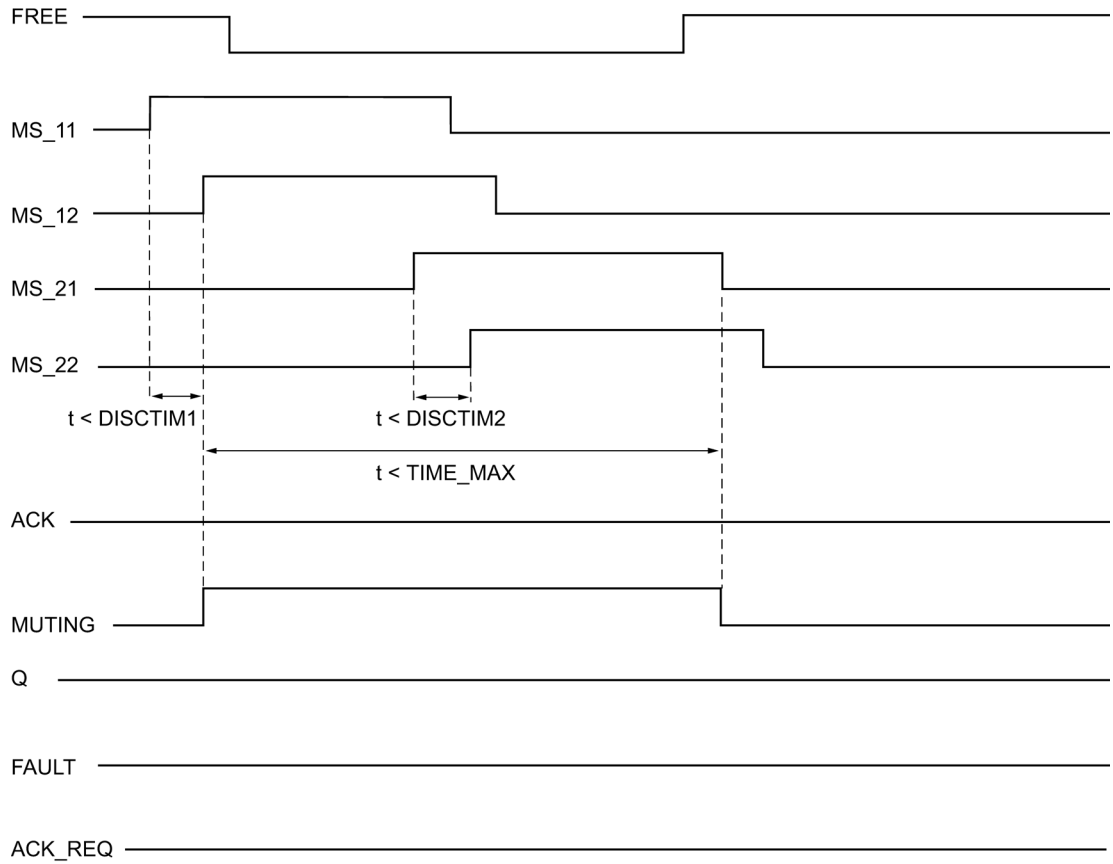 FREE
MS_11
MS_12
MS_21
MS_22
t < DISCTIM1
t < DISCTIM2
t < TIME_MAX
ACK
MUTING
Q
FAULT
ACK_REQ